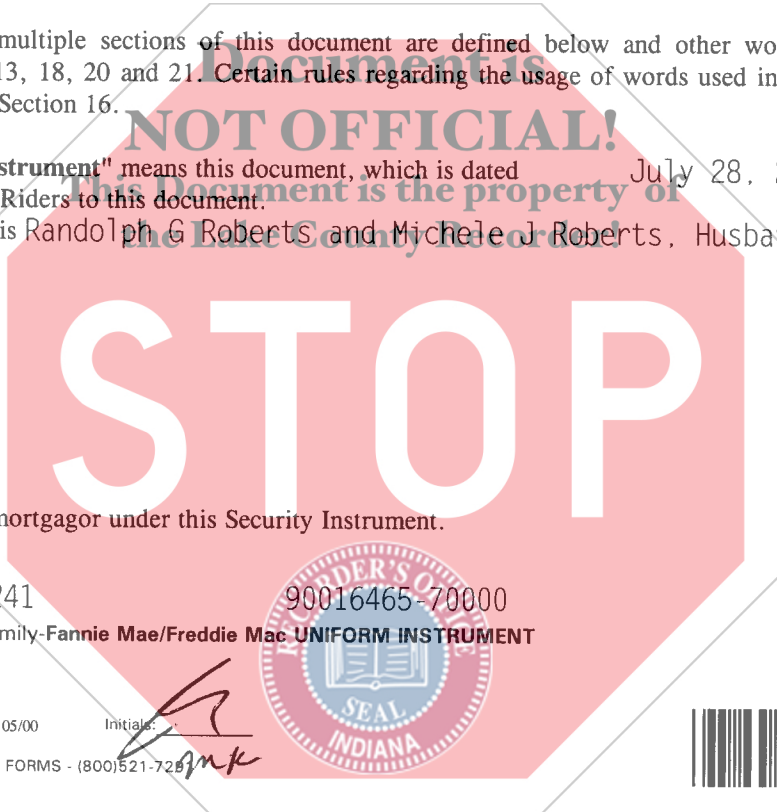 multiple sections of this document are defined below and other wo
Document is
13, 18, 20 and 21. Certain rules regarding the usage of words used in
Section 16.
NOT OFFICIAL!
strument" means this document, which is dated July 28, 2
This Document is the property of
Riders to this document.
the Lake County Recorder!
is Randolph G Roberts and Michele J Roberts, Husba
STOP
mortgagor under this Security Instrument.
241 90016465-70000
mily-Fannie Mae/Freddie Mac UNIFORM INSTRUMENT
RECORDER'S OFFICE
SEAL
INDIANA
05/00 Initials:
FORMS - (800)521-7291